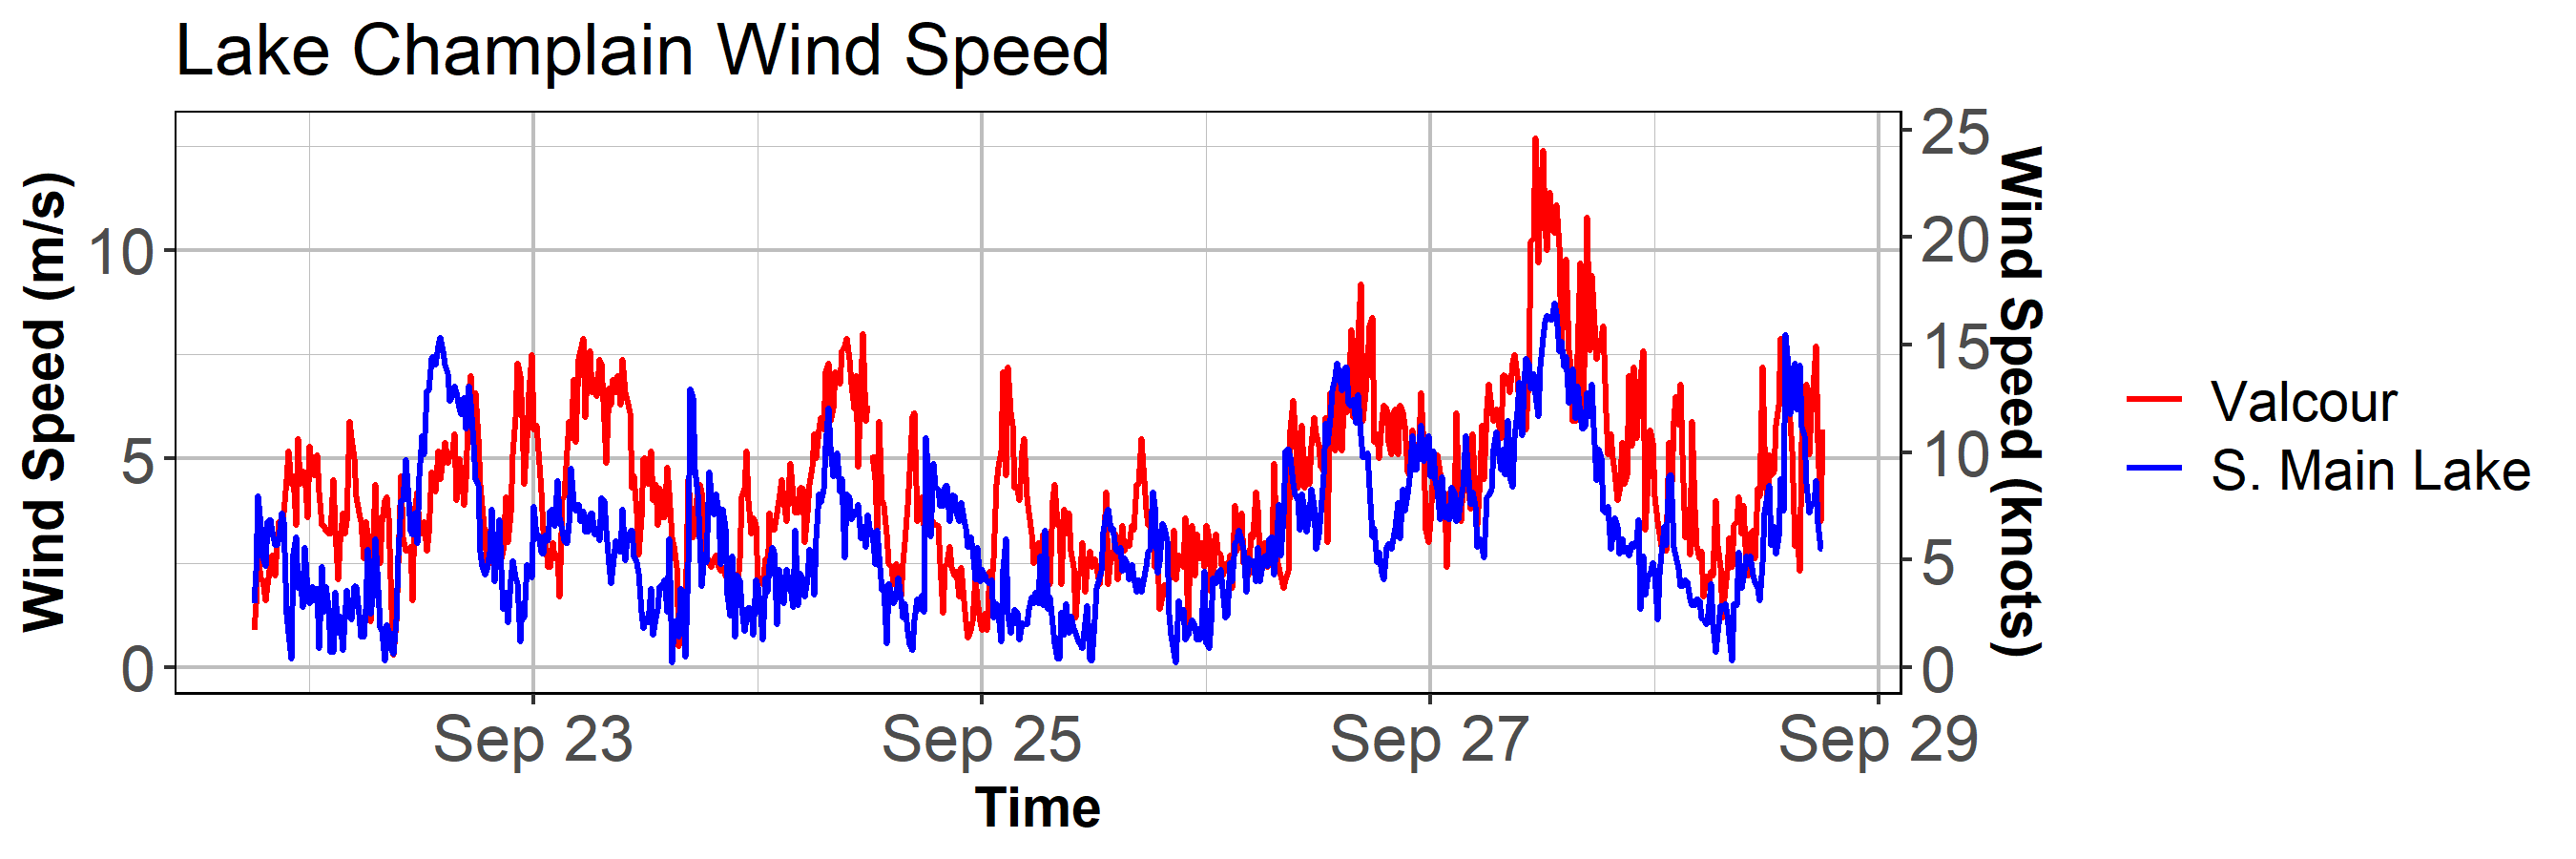 Lake Champlain Wind Speed
Wind Speed (m/s)
10
5
0
25
20
15
10
5
0
Wind Speed (knots)
Sep 23
Sep 25
Sep 27
Sep 29
Time
Valcour
S. Main Lake